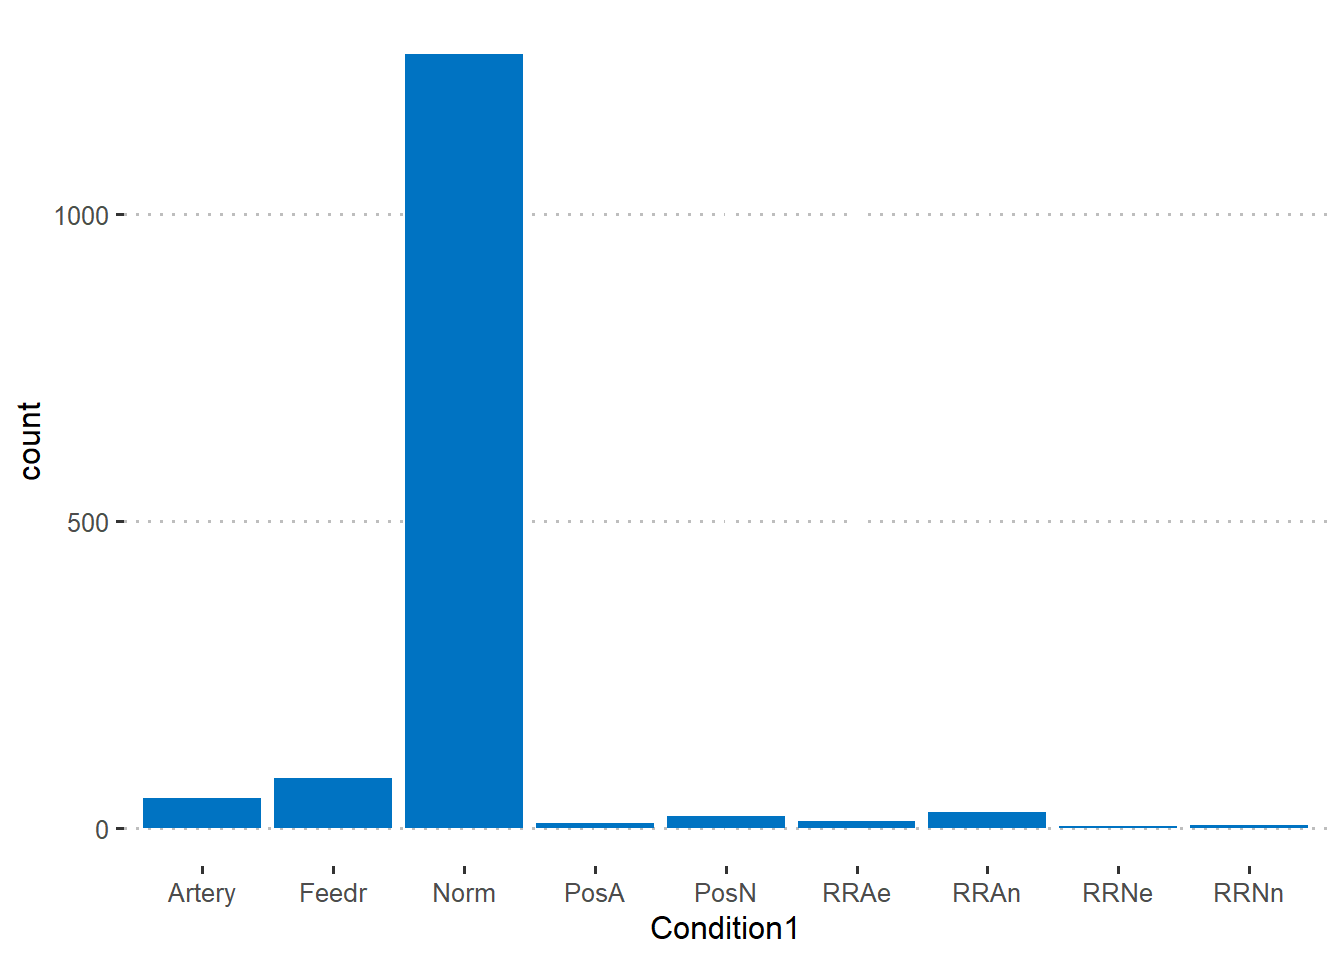 1000
500
0
count
Artery Feedr Norm PosA PosN RRAe RRAn RRNe RRNn
Condition1